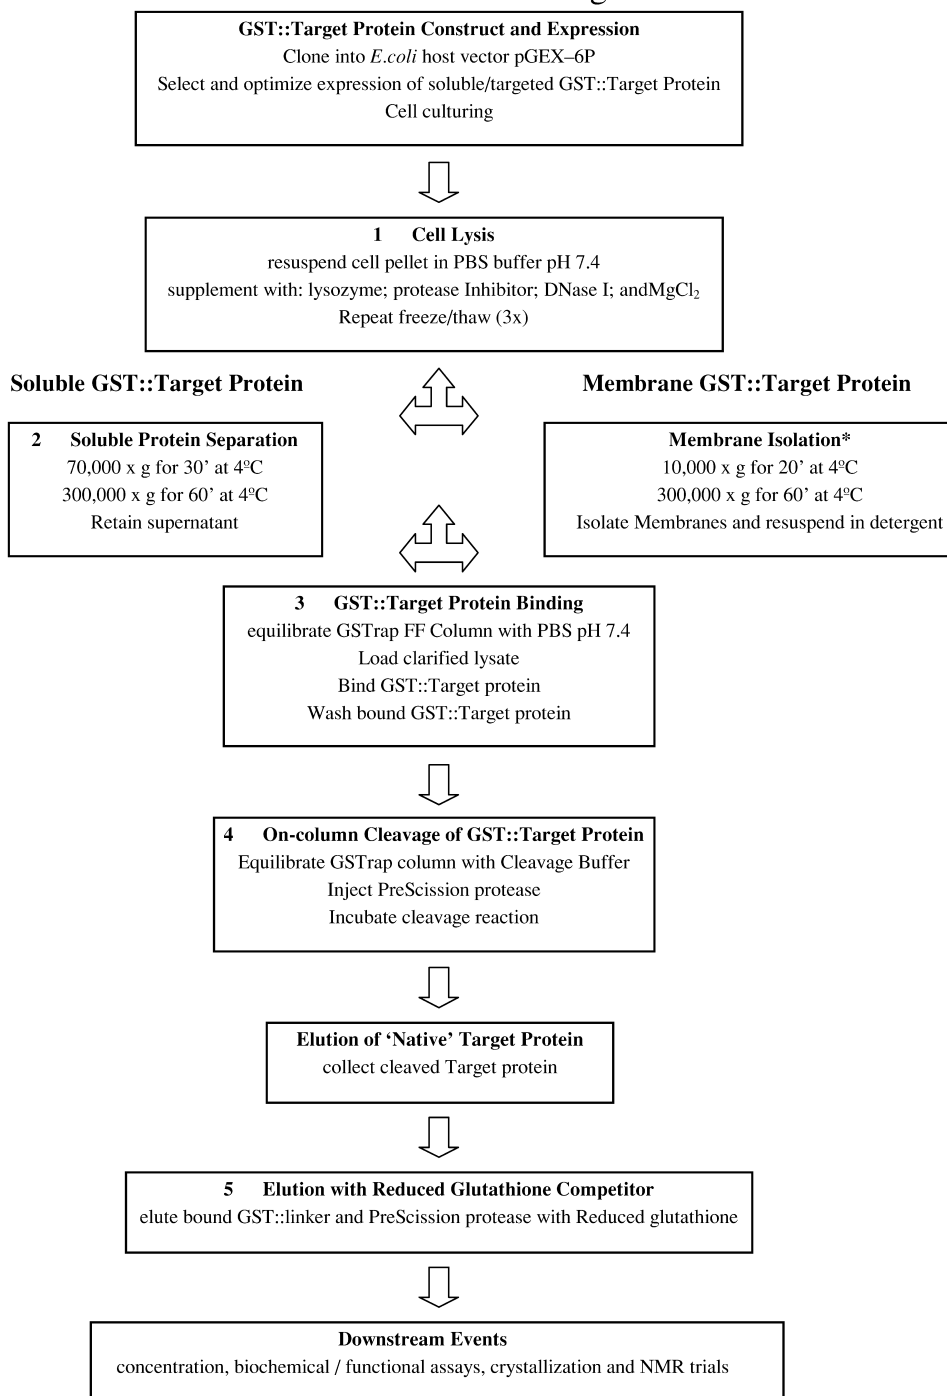 GST::Target Protein Construct and Expression
Clone into E.coli host vector pGEX–6P
Select and optimize expression of soluble/targeted GST::Target Protein
Cell culturing
1 Cell Lysis
resuspend cell pellet in PBS buffer pH 7.4
supplement with: lysozyme; protease Inhibitor; DNase I; andMgCl₂
Repeat freeze/thaw (3x)
Soluble GST::Target Protein
Membrane GST::Target Protein
2 Soluble Protein Separation
70,000 x g for 30’ at 4ºC
300,000 x g for 60’ at 4ºC
Retain supernatant
Membrane Isolation*
10,000 x g for 20’ at 4ºC
300,000 x g for 60’ at 4ºC
Isolate Membranes and resuspend in detergent
3 GST::Target Protein Binding
equilibrate GSTrap FF Column with PBS pH 7.4
Load clarified lysate
Bind GST::Target protein
Wash bound GST::Target protein
4 On-column Cleavage of GST::Target Protein
Equilibrate GSTrap column with Cleavage Buffer
Inject PreScission protease
Incubate cleavage reaction
Elution of ‘Native’ Target Protein
collect cleaved Target protein
5 Elution with Reduced Glutathione Competitor
elute bound GST::linker and PreScission protease with Reduced glutathione
Downstream Events
concentration, biochemical / functional assays, crystallization and NMR trials